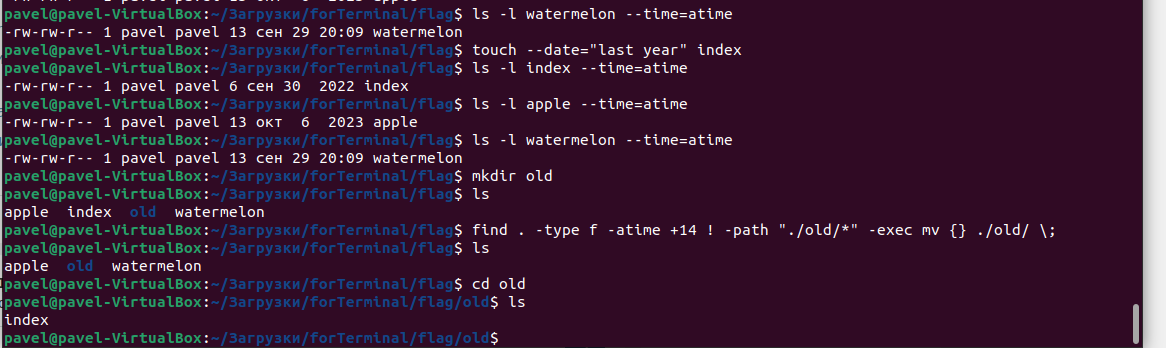 pavel@pavel-VirtualBox:~/Загрузки/forTerminal/flag$ ls -l watermelon --time=atime
-rw-rw-r-- 1 pavel pavel 13 сен 29 20:09 watermelon
pavel@pavel-VirtualBox:~/Загрузки/forTerminal/flag$ touch --date="last year" index
pavel@pavel-VirtualBox:~/Загрузки/forTerminal/flag$ ls -l index --time=atime
-rw-rw-r-- 1 pavel pavel 6 сен 30  2022 index
pavel@pavel-VirtualBox:~/Загрузки/forTerminal/flag$ ls -l apple --time=atime
-rw-rw-r-- 1 pavel pavel 13 окт  6  2023 apple
pavel@pavel-VirtualBox:~/Загрузки/forTerminal/flag$ ls -l watermelon --time=atime
-rw-rw-r-- 1 pavel pavel 13 сен 29 20:09 watermelon
pavel@pavel-VirtualBox:~/Загрузки/forTerminal/flag$ mkdir old
pavel@pavel-VirtualBox:~/Загрузки/forTerminal/flag$ ls
apple  index  old  watermelon
pavel@pavel-VirtualBox:~/Загрузки/forTerminal/flag$ find . -type f -atime +14 ! -path "./old/*" -exec mv {} ./old/ \;
pavel@pavel-VirtualBox:~/Загрузки/forTerminal/flag$ ls
apple  old  watermelon
pavel@pavel-VirtualBox:~/Загрузки/forTerminal/flag$ cd old
pavel@pavel-VirtualBox:~/Загрузки/forTerminal/flag/old$ ls
index
pavel@pavel-VirtualBox:~/Загрузки/forTerminal/flag/old$